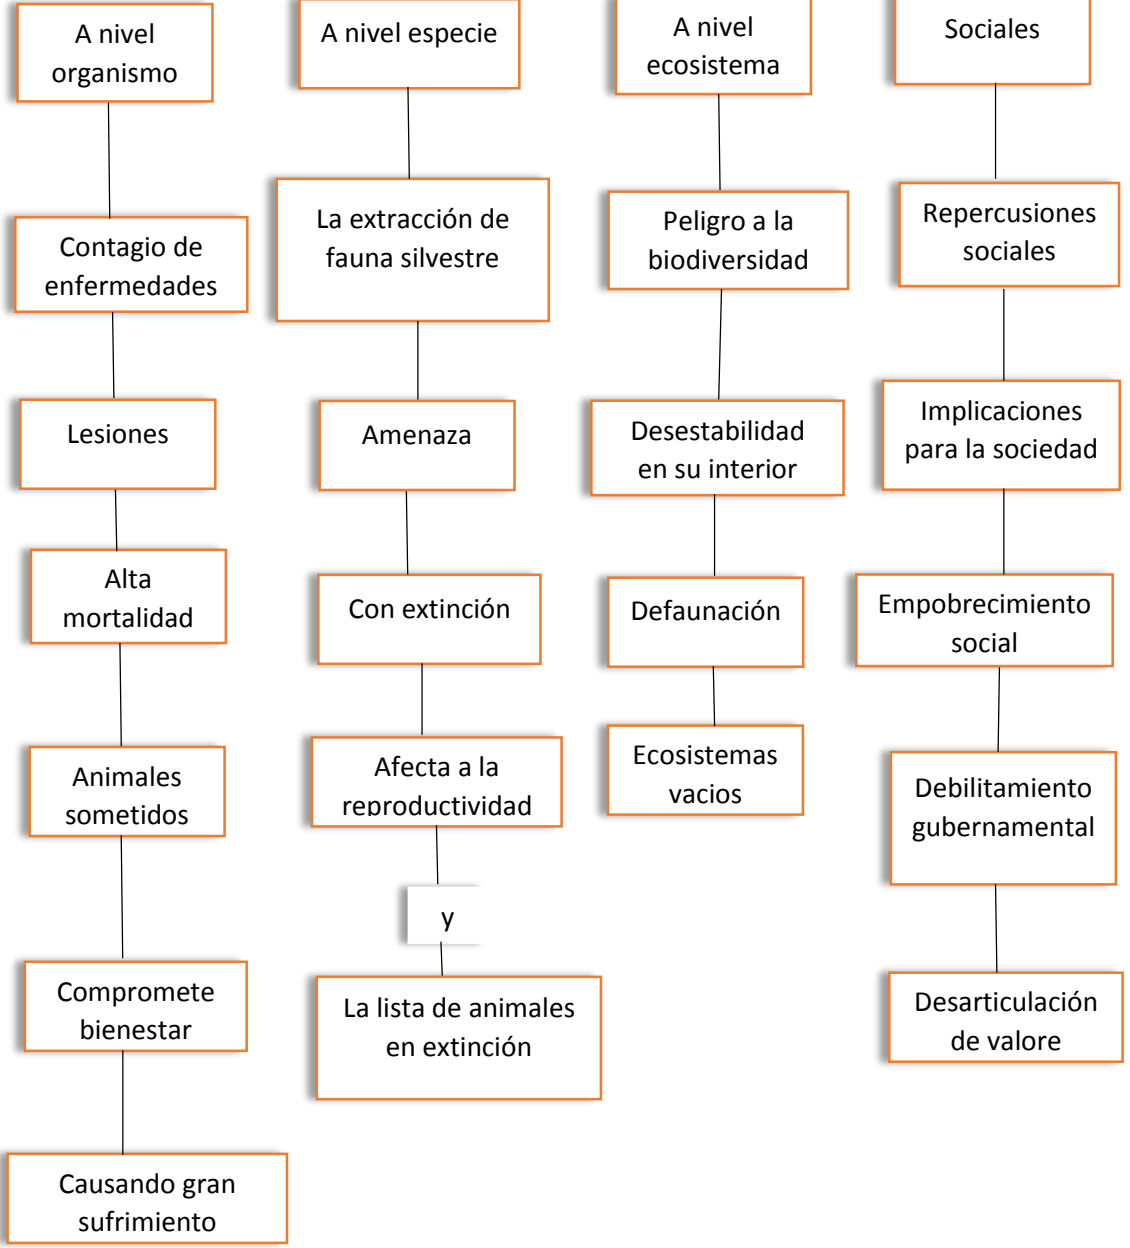 A nivel
organismo
Contagio de
enfermedades
Lesiones
Alta
mortalidad
Animales
sometidos
Compromete
bienestar
Causando gran
sufrimiento
A nivel especie
La extracción de
fauna silvestre
Amenaza
Con extinción
Afecta a la
reproductividad
y
La lista de animales
en extinción
A nivel
ecosistema
Peligro a la
biodiversidad
Desestabilidad
en su interior
Defaunación
Ecosistemas
vacios
Sociales
Repercusiones
sociales
Implicaciones
para la sociedad
Empobrecimiento
social
Debilitamiento
gubernamental
Desarticulación
de valore